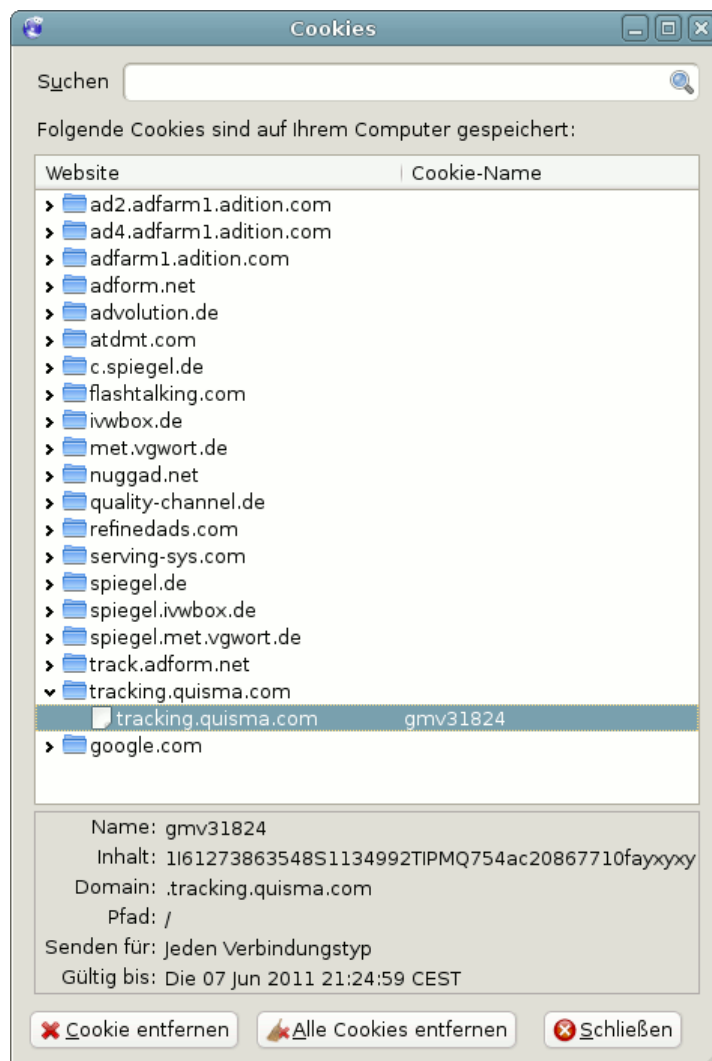 Cookies
Suchen
Folgende Cookies sind auf Ihrem Computer gespeichert:
Website Cookie-Name
ad2.adfarm1.adition.com
ad4.adfarm1.adition.com
adfarm1.adition.com
adform.net
advolution.de
atdmt.com
c.spiegel.de
flashtalking.com
ivwbox.de
met.vgwort.de
nuggad.net
quality-channel.de
refinedads.com
serving-sys.com
spiegel.de
spiegel.ivwbox.de
spiegel.met.vgwort.de
track.adform.net
tracking.quisma.com
tracking.quisma.com gmv31824
google.com
Name: gmv31824
Inhalt: 1I61273863548S1134992TIPMQ754ac20867710fayxyxy
Domain: .tracking.quisma.com
Pfad: /
Senden für: Jeden Verbindungstyp
Gültig bis: Die 07 Jun 2011 21:24:59 CEST
Cookie entfernen Alle Cookies entfernen Schließen